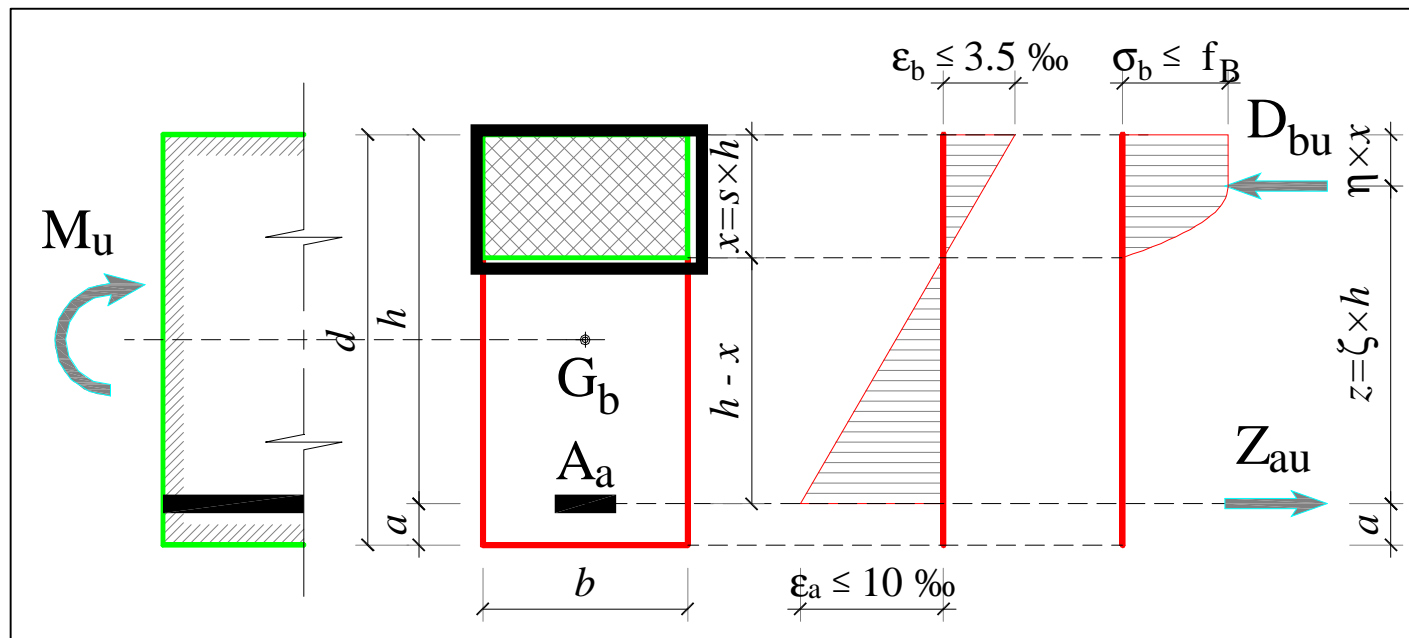 εb ≤ 3.5 ‰
σb ≤ fB
Dbu
η×x
x=s×h
Mu
d
h
Gb
h - x
z=ζ×h
Aa
Zau
a
a
b
εa ≤ 10 ‰